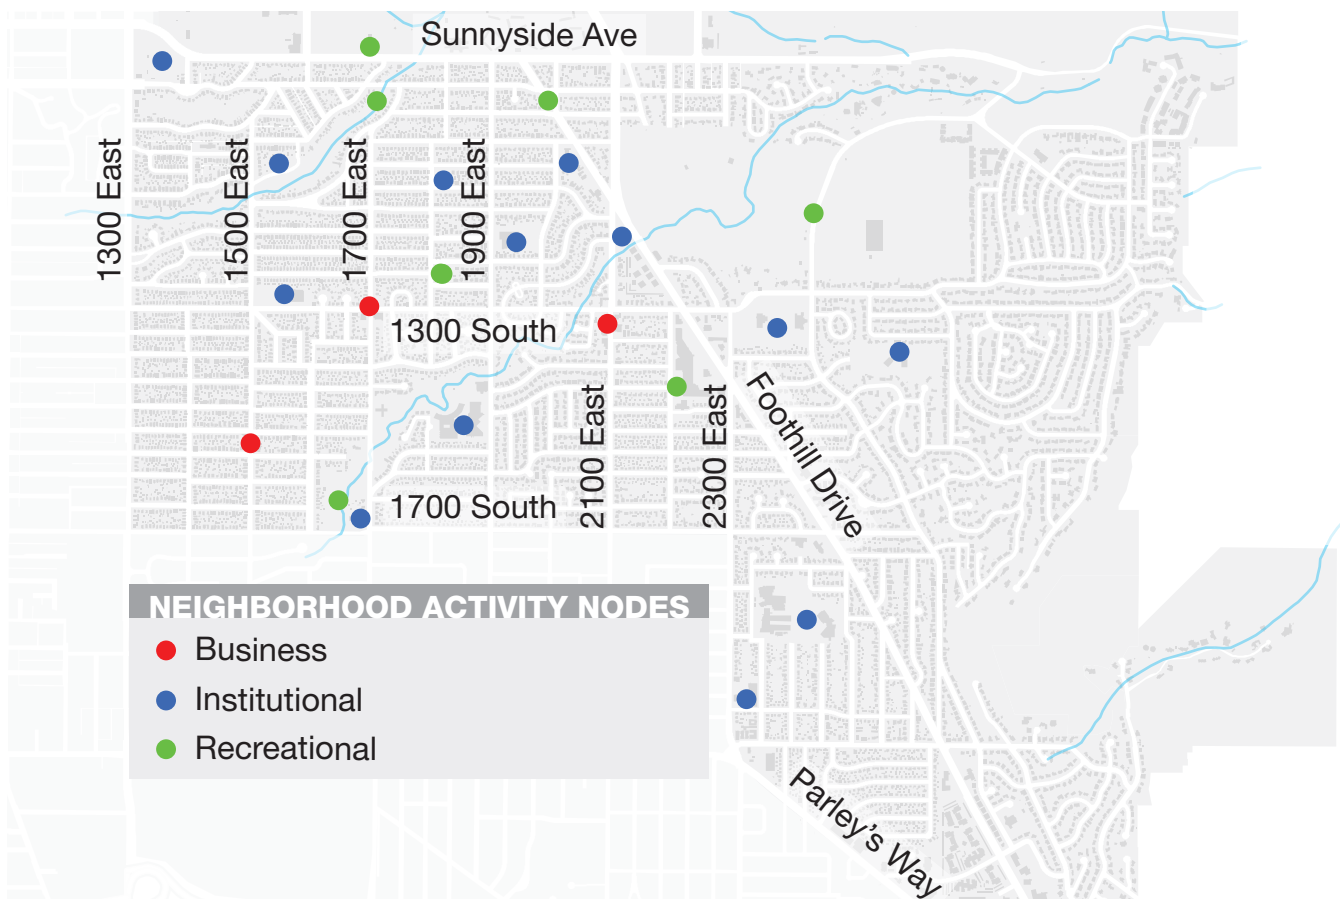 Sunnyside Ave
1300 East
1500 East
1700 East
1900 East
1300 South
2100 East
2300 East
Foothill Drive
1700 South
NEIGHBORHOOD ACTIVITY NODES
Business
Institutional
Recreational
Parley's Way